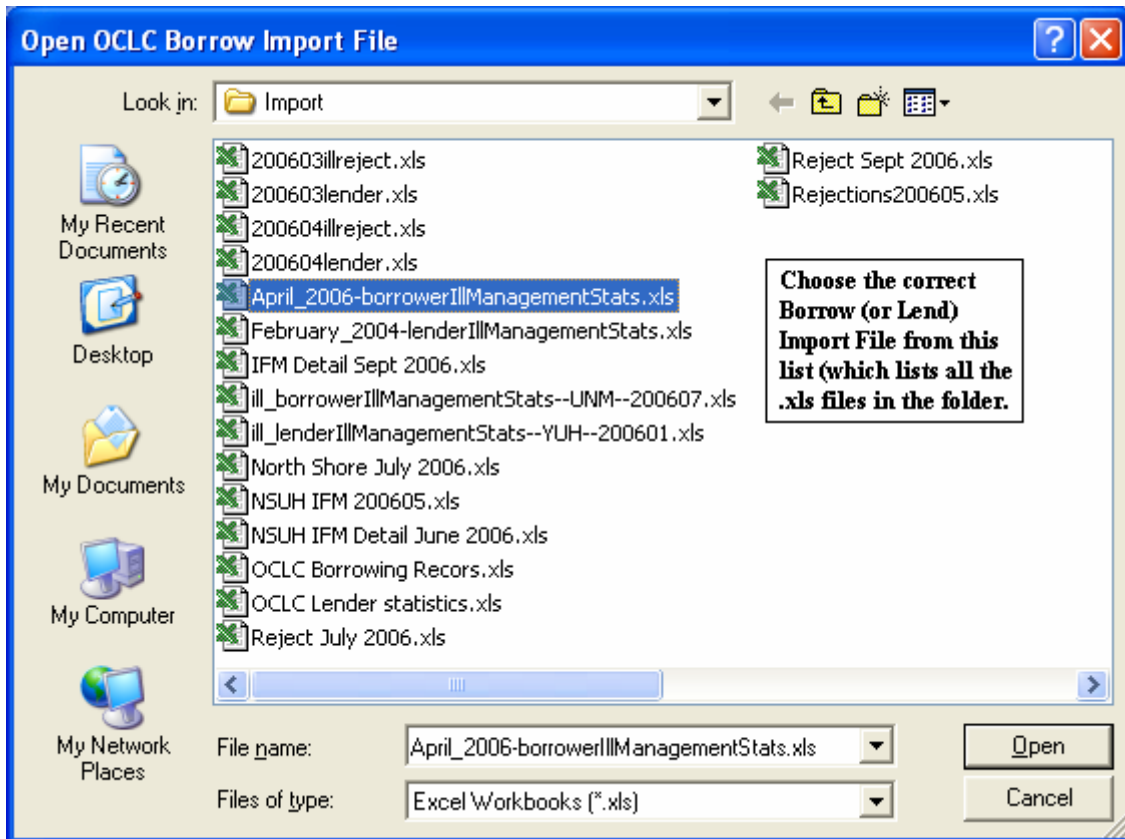 Open OCLC Borrow Import File
Look in:
Import
My Recent
Documents
Desktop
My Documents
My Computer
My Network
Places
200603illreject.xls
200603lender.xls
200604illreject.xls
200604lender.xls
April_2006-borrowerIllManagementStats.xls
February_2004-lenderIllManagementStats.xls
IFM Detail Sept 2006.xls
ill_borrowerIllManagementStats--UNM--200607.xls
ill_lenderIllManagementStats--YUH--200601.xls
North Shore July 2006.xls
NSUH IFM 200605.xls
NSUH IFM Detail June 2006.xls
OCLC Borrowing Recors.xls
OCLC Lender statistics.xls
Reject July 2006.xls
Reject Sept 2006.xls
Rejections200605.xls
Choose the correct
Borrow (or Lend)
Import File from this
list (which lists all the
.xls files in the folder.
File name:
April_2006-borrowerIllManagementStats.xls
Open
Files of type:
Excel Workbooks (*.xls)
Cancel